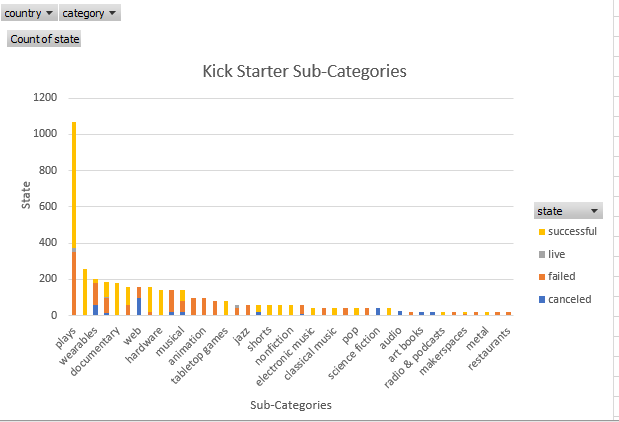 country category
Count of state
Kick Starter Sub-Categories
1200
1000
800
600
400
200
0
State
plays
wearables
documentary
web
hardware
musical
animation
tabletop games
jazz
shorts
nonfiction
electronic music
classical music
pop
science fiction
audio
art books
radio & podcasts
makerspaces
metal
restaurants
Sub-Categories
state
successful
live
failed
canceled